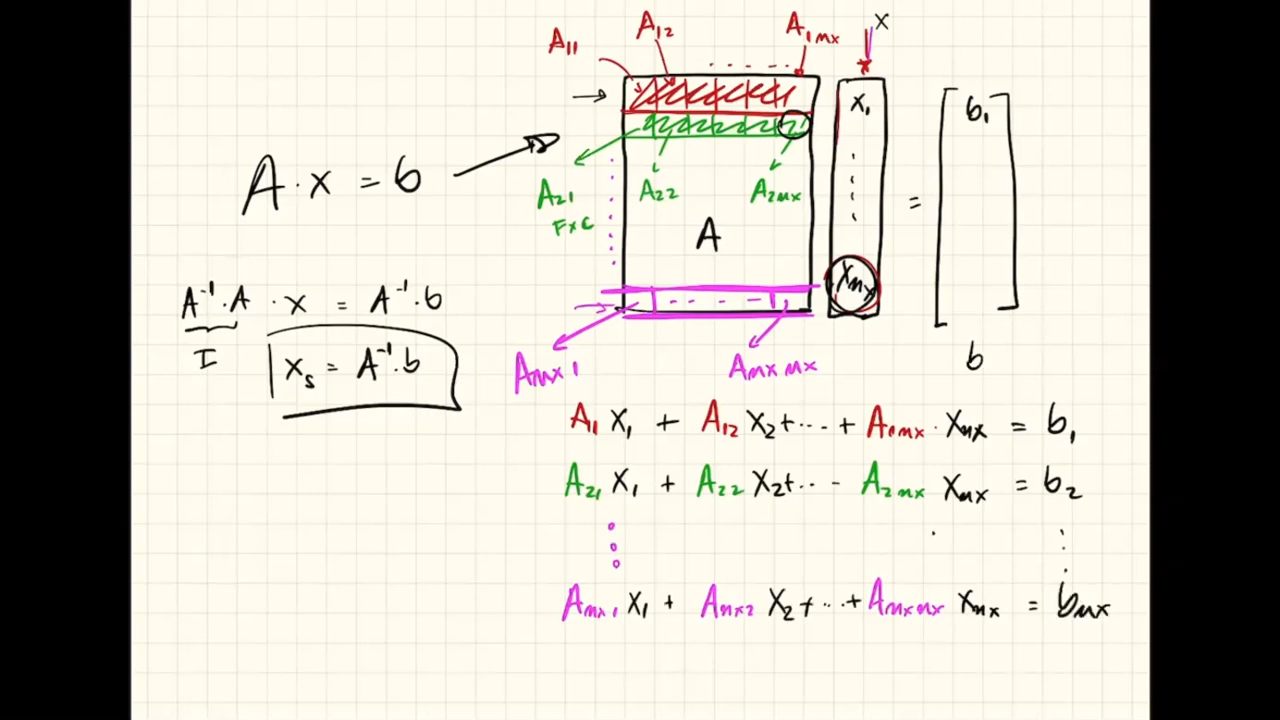 A₁₁ A₁₂ ..... A₁mx x
x₁ b₁
A · x = b =
A₂₁ A₂₂ A₂mx
FxC
A
xmx
A⁻¹ · A · x = A⁻¹ · b
- - - -
I
xₛ = A⁻¹ · b
Amx1 Amxmx b
A₁₁ x₁ + A₁₂ x₂ + ... + A₁mx · xmx = b₁
A₂₁ x₁ + A₂₂ x₂ + ... - A₂mx xmx = b₂
Amx1 x₁ + Amx2 x₂ + ... + Amxmx xmx = bmx